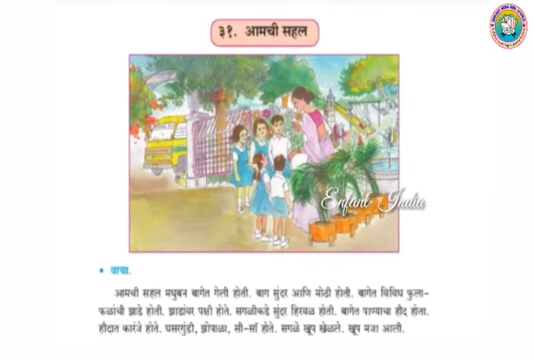 ३१. आमची सहल
Enfant India
• वाचा.
आमची सहल मधुबन बागेत गेली होती. बाग सुंदर आणि मोठी होती. बागेत विविध फुला-
फळांची झाडे होती. झाडांवर पक्षी होते. सगळीकडे सुंदर हिरवळ होती. बागेत पाण्याचा हौद होता.
हौदात कारंजे होते. घसरगुंडी, झोपाळा, सी-सॉ होते. सगळे खूप खेळले. खूप मजा आली.